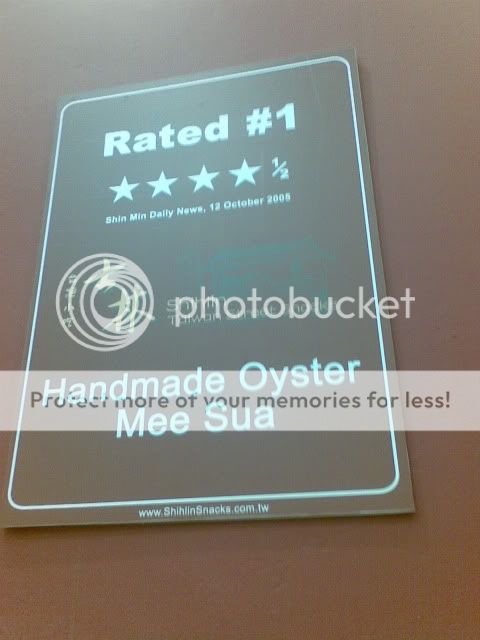 Rated #1
½
Shin Min Daily News, 12 October 2005
Shihlin
photobucket
Handmade Oyster
Protect more of your memories for less!
Mee Sua
www.ShihlinSnacks.com.tw